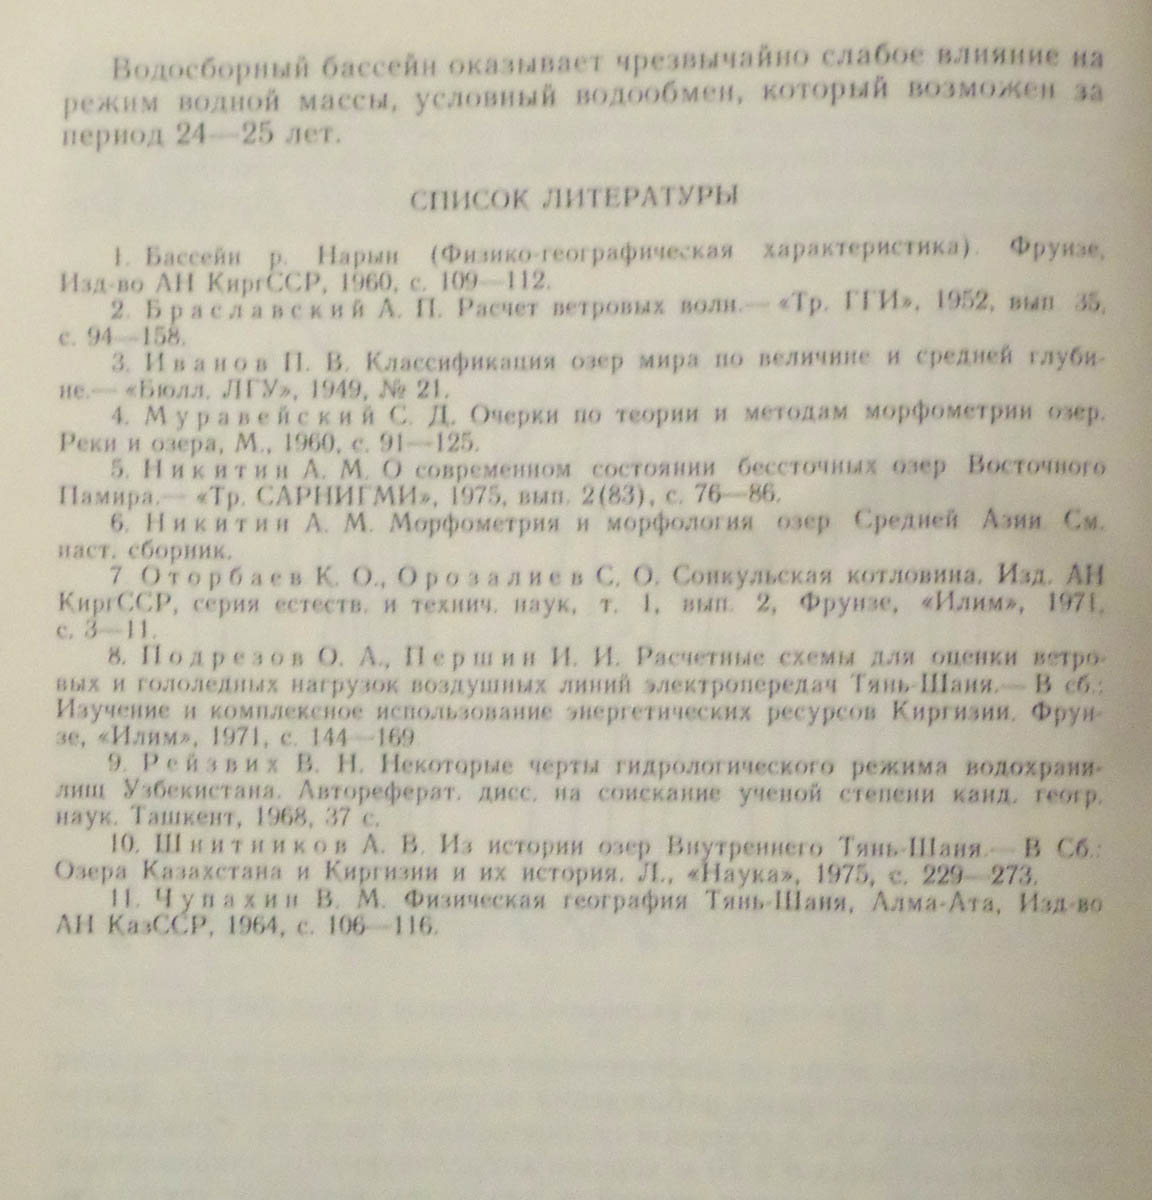 Водосборный бассейн оказывает чрезвычайно слабое влияние на
режим водной массы, условный водообмен, который возможен за
период 24—25 лет.
СПИСОК ЛИТЕРАТУРЫ
1. Бассейн р. Нарын (Физико-географическая характеристика). Фрунзе,
Изд-во АН КиргССР, 1960, с. 109—112.
2. Браславский А. П. Расчет ветровых волн.— «Тр. ГГИ», 1952, вып 35,
с. 94—158.
3. Иванов П. В. Классификация озер мира по величине и средней глуби-
не.— «Бюлл. ЛГУ», 1949, № 21.
4. Муравейский С. Д. Очерки по теории и методам морфометрии озер.
Реки и озера, М., 1960, с. 91—125.
5. Никитин А. М. О современном состоянии бессточных озер Восточного
Памира.— «Тр. САРНИГМИ», 1975, вып. 2(83), с. 76—86.
6. Никитин А. М. Морфометрия и морфология озер Средней Азии См.
наст. сборник.
7 Оторбаев К. О., Орозалиев С. О. Сонкульская котловина. Изд. АН
КиргССР, серия естеств. и технич. наук, т. 1, вып. 2, Фрунзе, «Илим», 1971,
с. 3—11.
8. Подрезов О. А., Першин И. И. Расчетные схемы для оценки ветро-
вых и гололедных нагрузок воздушных линий электропередач Тянь-Шаня.— В сб.:
Изучение и комплексное использование энергетических ресурсов Киргизии. Фрун-
зе, «Илим», 1971, с. 144—169
9. Рейзвих В. Н. Некоторые черты гидрологического режима водохрани-
лищ Узбекистана. Автореферат. дисс. на соискание ученой степени канд. геогр.
наук. Ташкент, 1968, 37 с.
10. Шнитников А. В. Из истории озер Внутреннего Тянь-Шаня.— В Сб.:
Озера Казахстана и Киргизии и их история. Л., «Наука», 1975, с. 229—273.
11. Чупахин В. М. Физическая география Тянь-Шаня, Алма-Ата, Изд-во
АН КазССР, 1964, с. 106—116.